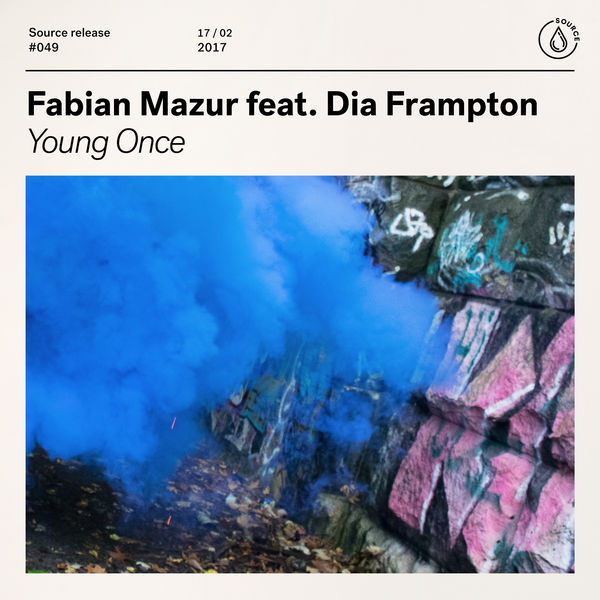 Source release
#049
17 / 02
2017
SOURCE
Fabian Mazur feat. Dia Frampton
Young Once